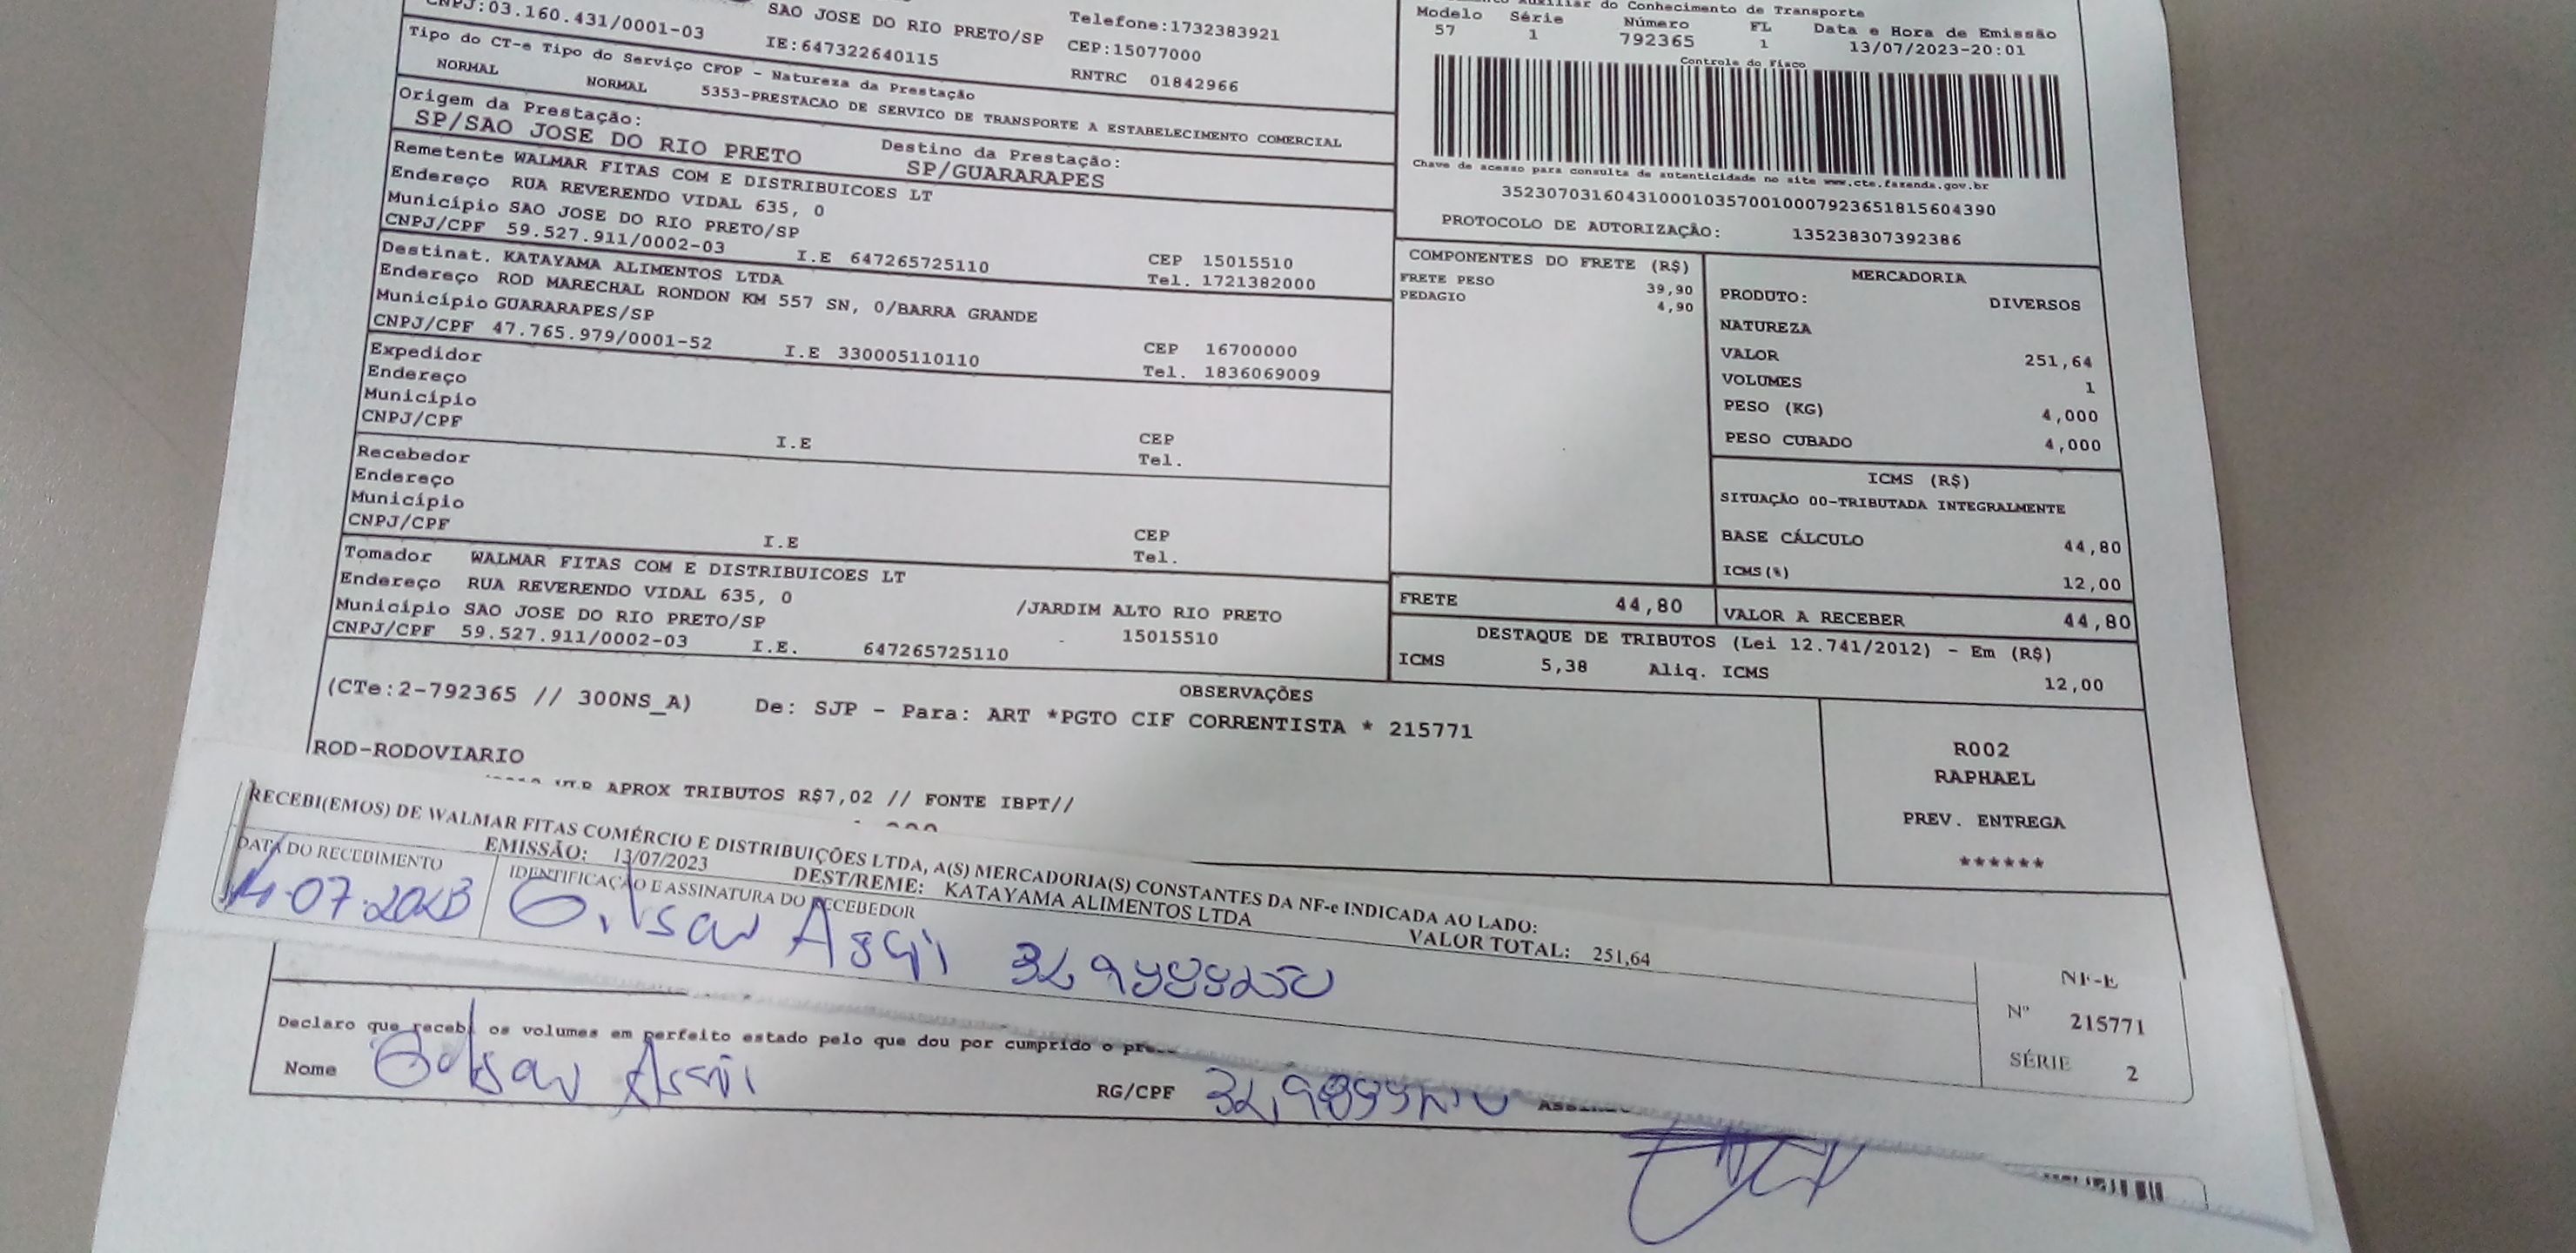 CNPJ:03.160.431/0001-03
SAO JOSE DO RIO PRETO/SP
Telefone:1732383921
IE:647322640115
CEP:15077000
RNTRC 01842966
Tipo do CT-e Tipo do Serviço CFOP - Natureza da Prestação
NORMAL NORMAL 5353-PRESTACAO DE SERVICO DE TRANSPORTE A ESTABELECIMENTO COMERCIAL
Origem da Prestação: Destino da Prestação:
SP/SAO JOSE DO RIO PRETO SP/GUARARAPES
Remetente WALMAR FITAS COM E DISTRIBUICOES LT
Endereço RUA REVERENDO VIDAL 635, 0
Município SAO JOSE DO RIO PRETO/SP CEP 15015510
CNPJ/CPF 59.527.911/0002-03 I.E 647265725110 Tel. 1721382000
Destinat. KATAYAMA ALIMENTOS LTDA
Endereço ROD MARECHAL RONDON KM 557 SN, 0/BARRA GRANDE
Município GUARARAPES/SP CEP 16700000
CNPJ/CPF 47.765.979/0001-52 I.E 330005110110 Tel. 1836069009
Expedidor
Endereço
Município CEP
CNPJ/CPF I.E Tel.
Recebedor
Endereço
Município CEP
CNPJ/CPF I.E Tel.
Tomador WALMAR FITAS COM E DISTRIBUICOES LT
Endereço RUA REVERENDO VIDAL 635, 0 /JARDIM ALTO RIO PRETO
Município SAO JOSE DO RIO PRETO/SP 15015510
CNPJ/CPF 59.527.911/0002-03 I.E. 647265725110
Auxiliar do Conhecimento de Transporte
Modelo Série Número FL Data e Hora de Emissão
57 1 792365 1 13/07/2023-20:01
Controle do Fisco
Chave de acesso para consulta de autenticidade no site www.cte.fazenda.gov.br
35230703160431000103570010007923651815604390
PROTOCOLO DE AUTORIZAÇÃO: 135238307392386
COMPONENTES DO FRETE (R$)
FRETE PESO 39,90
PEDAGIO 4,90
MERCADORIA
PRODUTO: DIVERSOS
NATUREZA
VALOR 251,64
VOLUMES 1
PESO (KG) 4,000
PESO CUBADO 4,000
ICMS (R$)
SITUAÇÃO 00-TRIBUTADA INTEGRALMENTE
BASE CÁLCULO 44,80
ICMS(%) 12,00
FRETE 44,80 VALOR A RECEBER 44,80
DESTAQUE DE TRIBUTOS (Lei 12.741/2012) - Em (R$)
ICMS 5,38 Aliq. ICMS 12,00
OBSERVAÇÕES
(CTe:2-792365 // 300NS_A) De: SJP - Para: ART *PGTO CIF CORRENTISTA * 215771
ROD-RODOVIARIO
APROX TRIBUTOS R$7,02 // FONTE IBPT//
R002
RAPHAEL
PREV. ENTREGA
******
RECEBI(EMOS) DE WALMAR FITAS COMÉRCIO E DISTRIBUIÇÕES LTDA, A(S) MERCADORIA(S) CONSTANTES DA NF-e INDICADA AO LADO:
EMISSÃO: 13/07/2023 DEST/REME: KATAYAMA ALIMENTOS LTDA VALOR TOTAL: 251,64
DATA DO RECEBIMENTO IDENTIFICAÇÃO E ASSINATURA DO RECEBEDOR
14.07.2023
NF-E
Nº 215771
SÉRIE 2
Declaro que recebi os volumes em perfeito estado pelo que dou por cumprido o
Nome RG/CPF